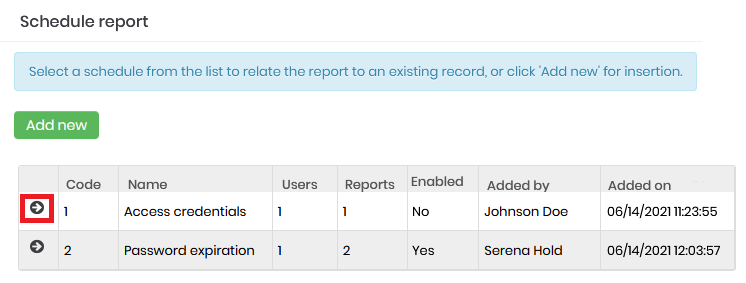 Schedule report
Select a schedule from the list to relate the report to an existing record, or click 'Add new' for insertion.
Add new
Code Name Users Reports Enabled Added by Added on
1 Access credentials 1 1 No Johnson Doe 06/14/2021 11:23:55
2 Password expiration 1 2 Yes Serena Hold 06/14/2021 12:03:57